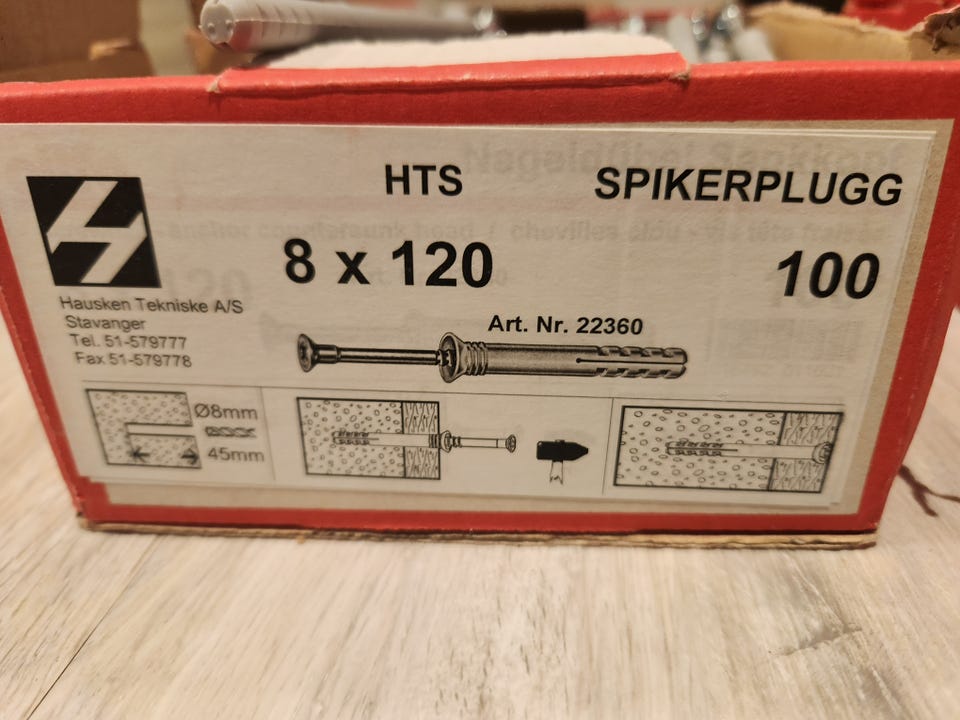 HTS SPIKERPLUGG
8 x 120 100
Hausken Tekniske A/S
Stavanger
Tel. 51-579777
Fax 51-579778
Art. Nr. 22360
Ø8mm
45mm